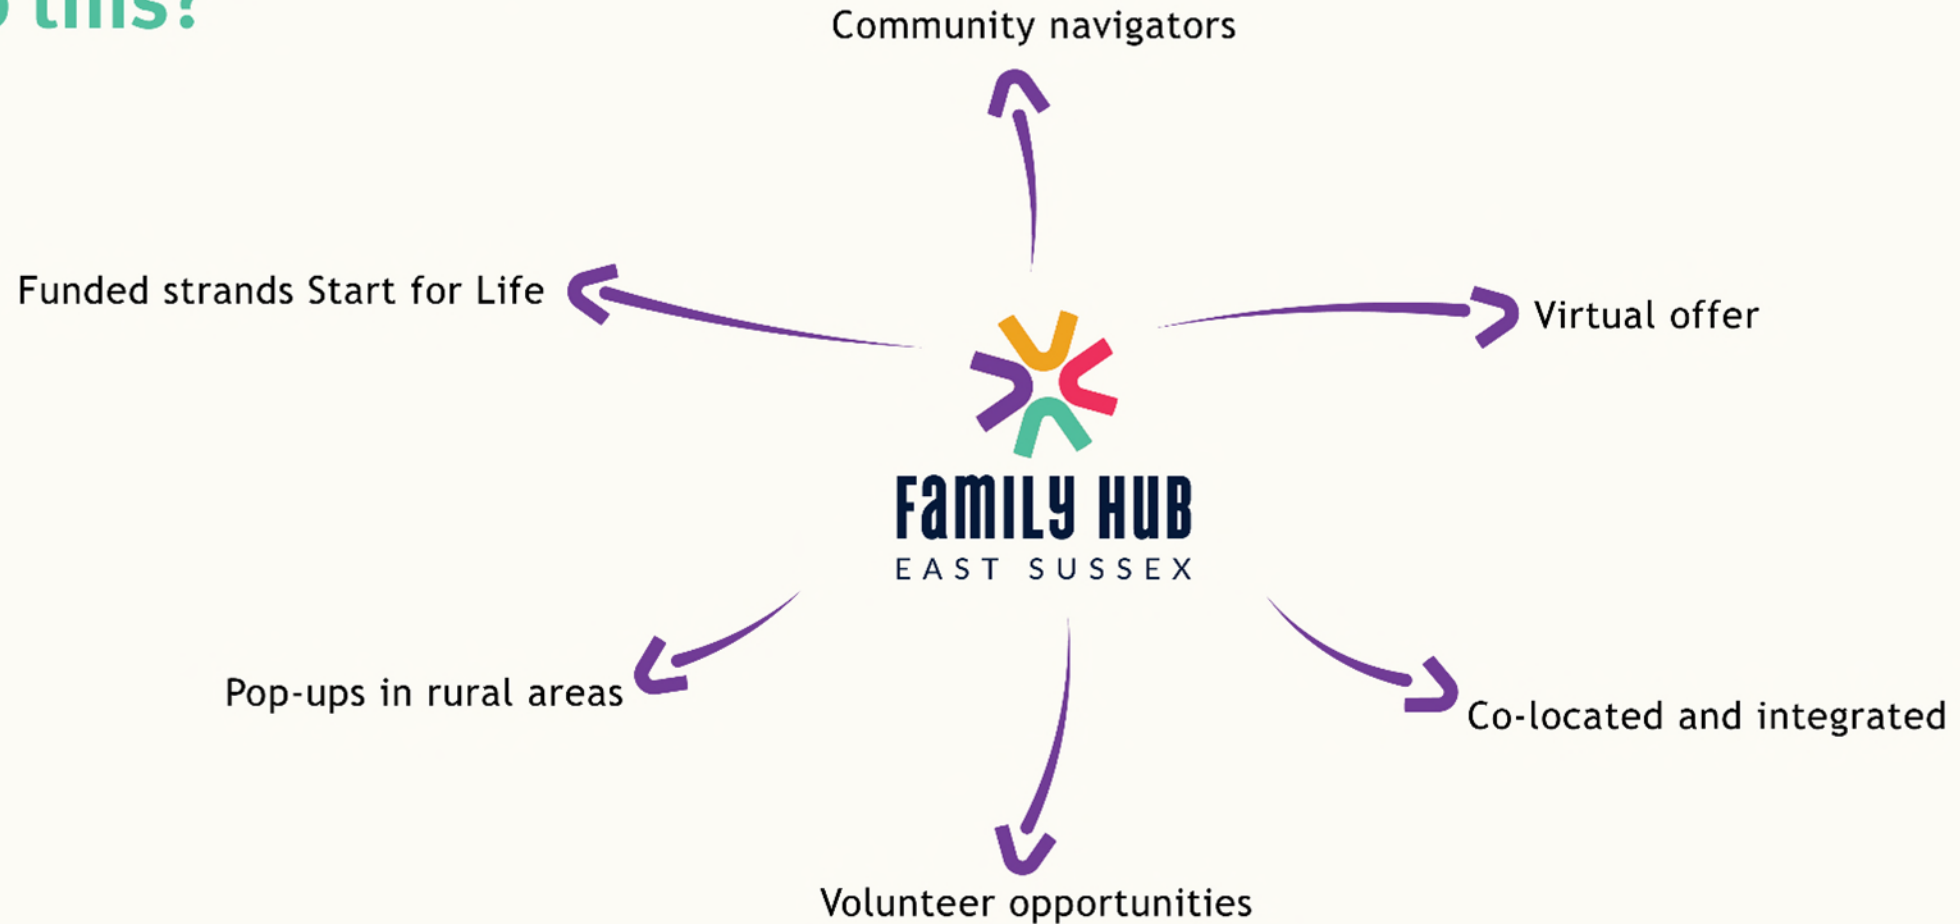 this?
Community navigators
Funded strands Start for Life
Virtual offer
FamILy HUB
EAST SUSSEX
Pop-ups in rural areas
Co-located and integrated
Volunteer opportunities